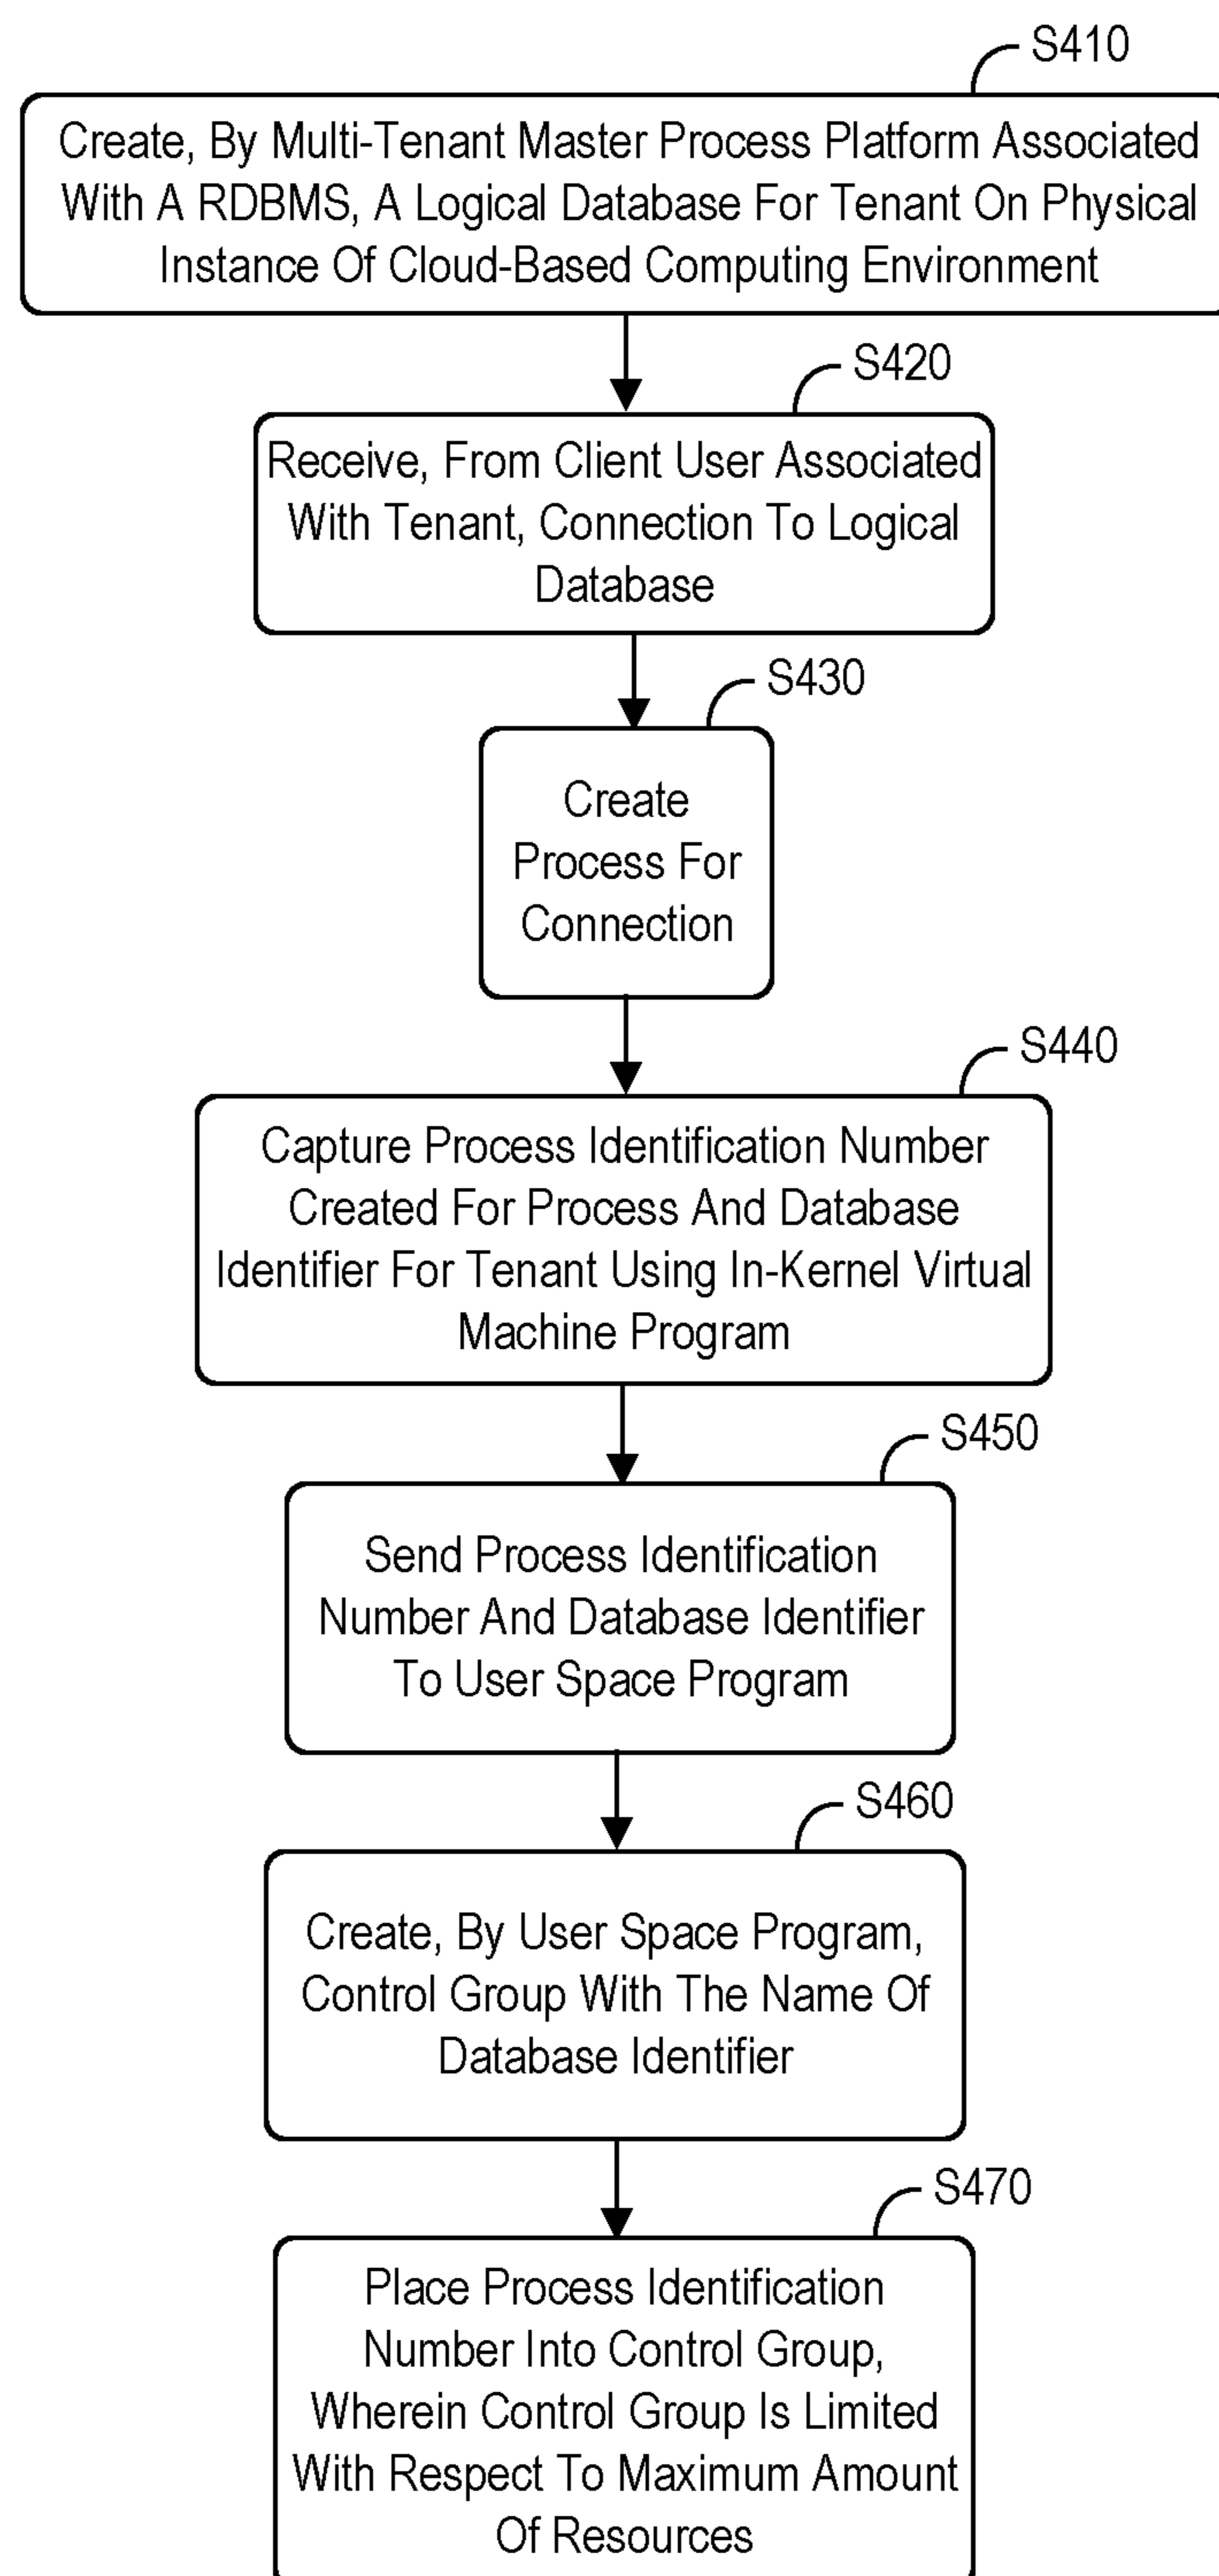 S410
Create, By Multi-Tenant Master Process Platform Associated
With A RDBMS, A Logical Database For Tenant On Physical
Instance Of Cloud-Based Computing Environment
S420
Receive, From Client User Associated
With Tenant, Connection To Logical
Database
S430
Create
Process For
Connection
S440
Capture Process Identification Number
Created For Process And Database
Identifier For Tenant Using In-Kernel Virtual
Machine Program
S450
Send Process Identification
Number And Database Identifier
To User Space Program
S460
Create, By User Space Program,
Control Group With The Name Of
Database Identifier
S470
Place Process Identification
Number Into Control Group,
Wherein Control Group Is Limited
With Respect To Maximum Amount
Of Resources